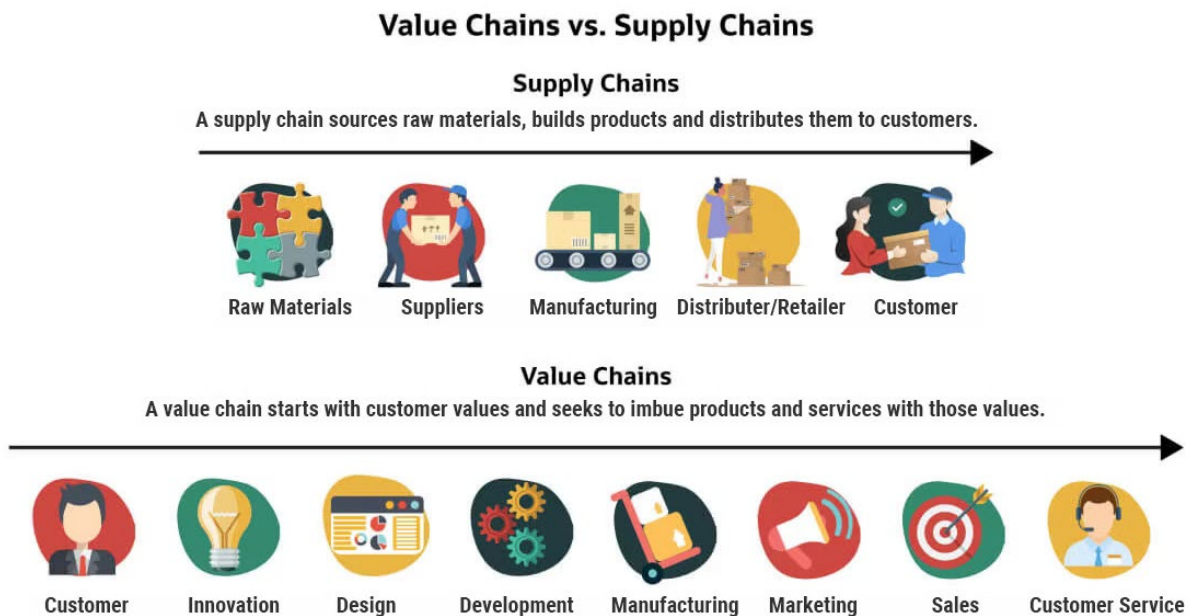 Value Chains vs. Supply Chains
Supply Chains
A supply chain sources raw materials, builds products and distributes them to customers.
Raw Materials
Suppliers
Manufacturing
Distributer/Retailer
Customer
Value Chains
A value chain starts with customer values and seeks to imbue products and services with those values.
Customer
Innovation
Design
Development
Manufacturing
Marketing
Sales
Customer Service